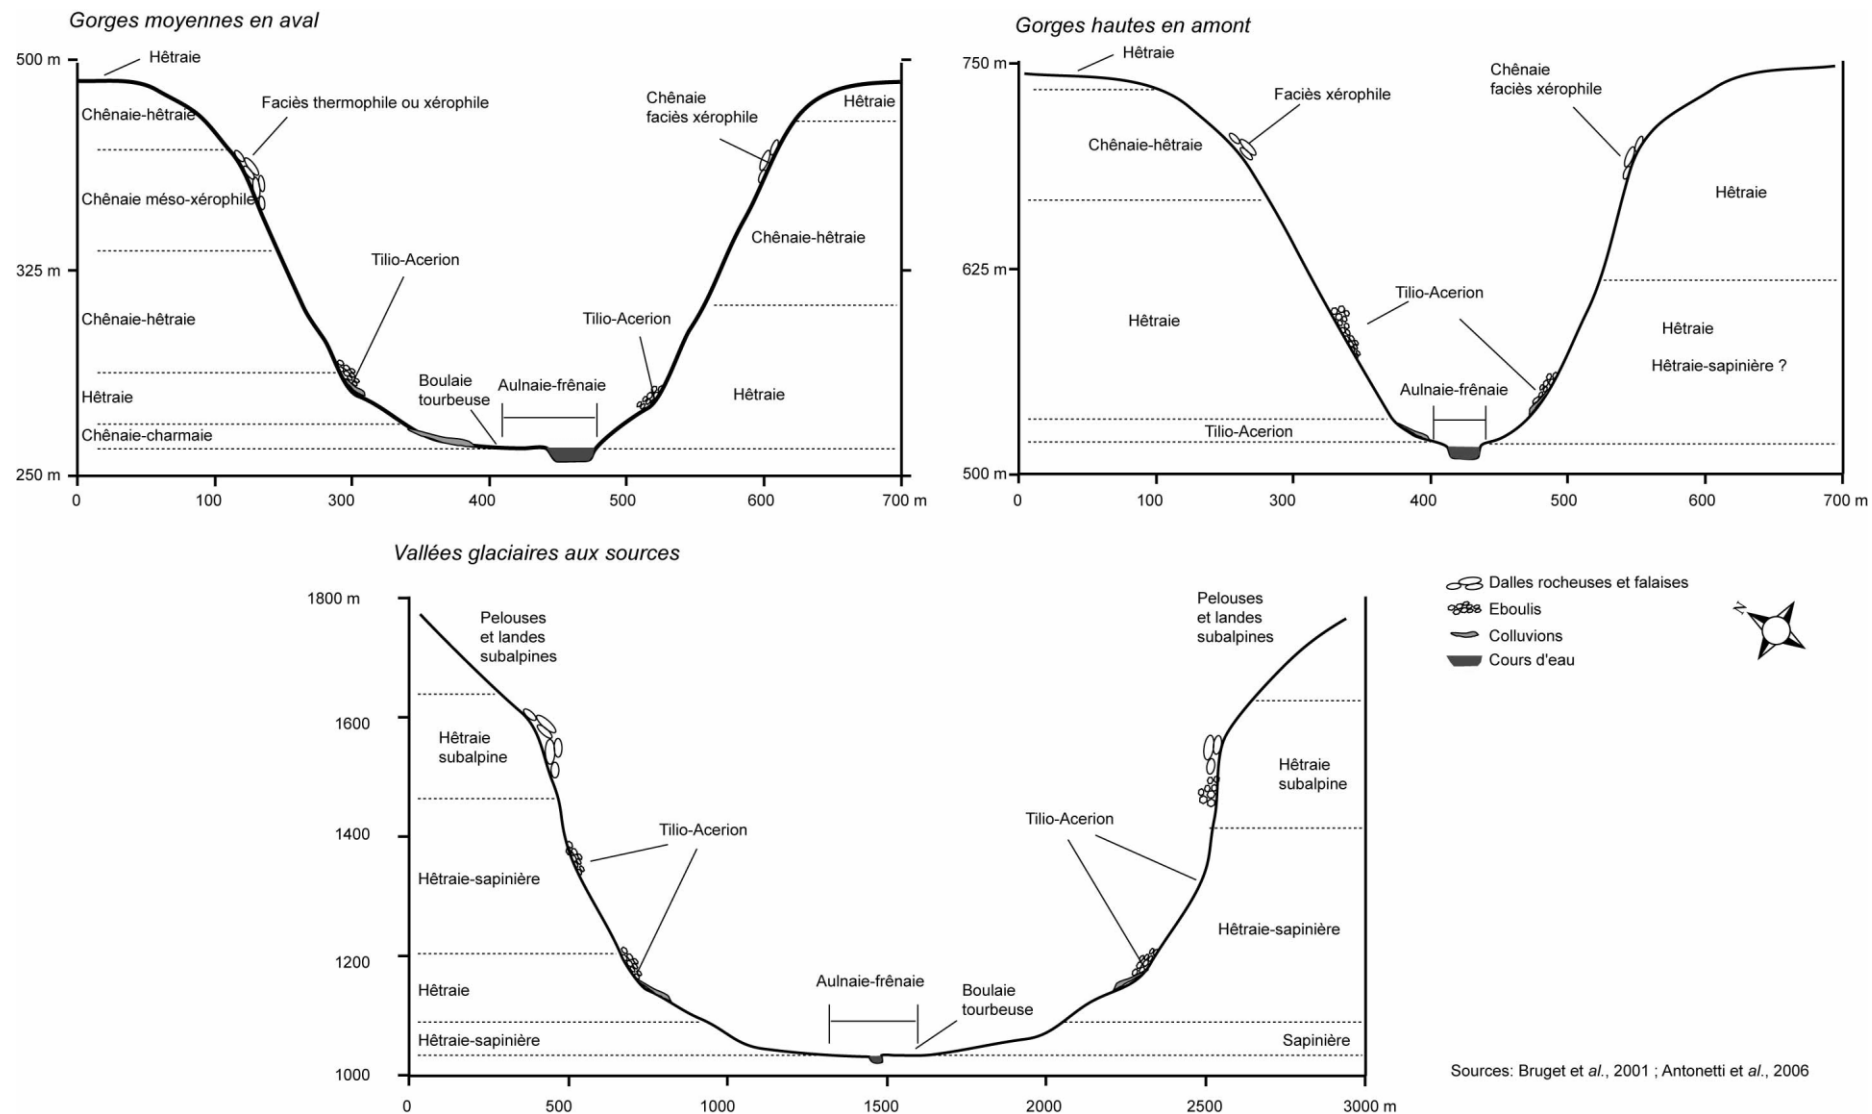 Gorges moyennes en aval
500 m
325 m
250 m
Hêtraie
Chênaie-hêtraie
Faciès thermophile ou xérophile
Chênaie méso-xérophile
Chênaie-hêtraie
Tilio-Acerion
Hêtraie
Chênaie-charmaie
Boulaie
tourbeuse
Aulnaie-frênaie
Tilio-Acerion
Chênaie
faciès xérophile
Hêtraie
Chênaie-hêtraie
Hêtraie
0 100 300 400 500 600 700 m
Gorges hautes en amont
750 m
625 m
500 m
Hêtraie
Faciès xérophile
Chênaie-hêtraie
Hêtraie
Tilio-Acerion
Tilio-Acerion
Aulnaie-frênaie
Chênaie
faciès xérophile
Hêtraie
Hêtraie
Hêtraie-sapinière ?
0 100 300 400 500 600 700 m
Vallées glaciaires aux sources
1800 m
1600
1400
1200
1000
Pelouses
et landes
subalpines
Hêtraie
subalpine
Hêtraie-sapinière
Hêtraie
Hêtraie-sapinière
Tilio-Acerion
Aulnaie-frênaie
Boulaie
tourbeuse
Tilio-Acerion
Pelouses
et landes
subalpines
Hêtraie
subalpine
Hêtraie-sapinière
Sapinière
0 500 1000 1500 2000 2500 3000 m
Dalles rocheuses et falaises
Eboulis
Colluvions
Cours d'eau
N
Sources: Bruget et al., 2001 ; Antonetti et al., 2006